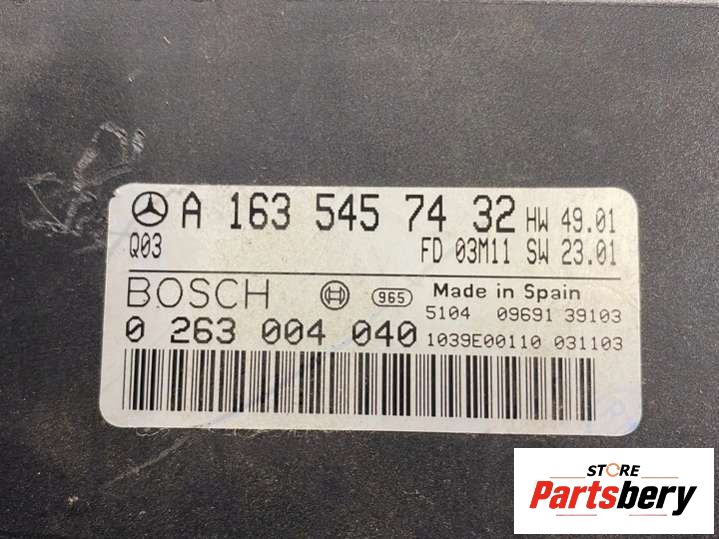 A 163 545 74 32 HW 49.01
Q03 FD 03M11 SW 23.01
BOSCH 965 Made in Spain
5104 09691 39103
0 263 004 040 1039E00110 031103
STORE
Partsbery